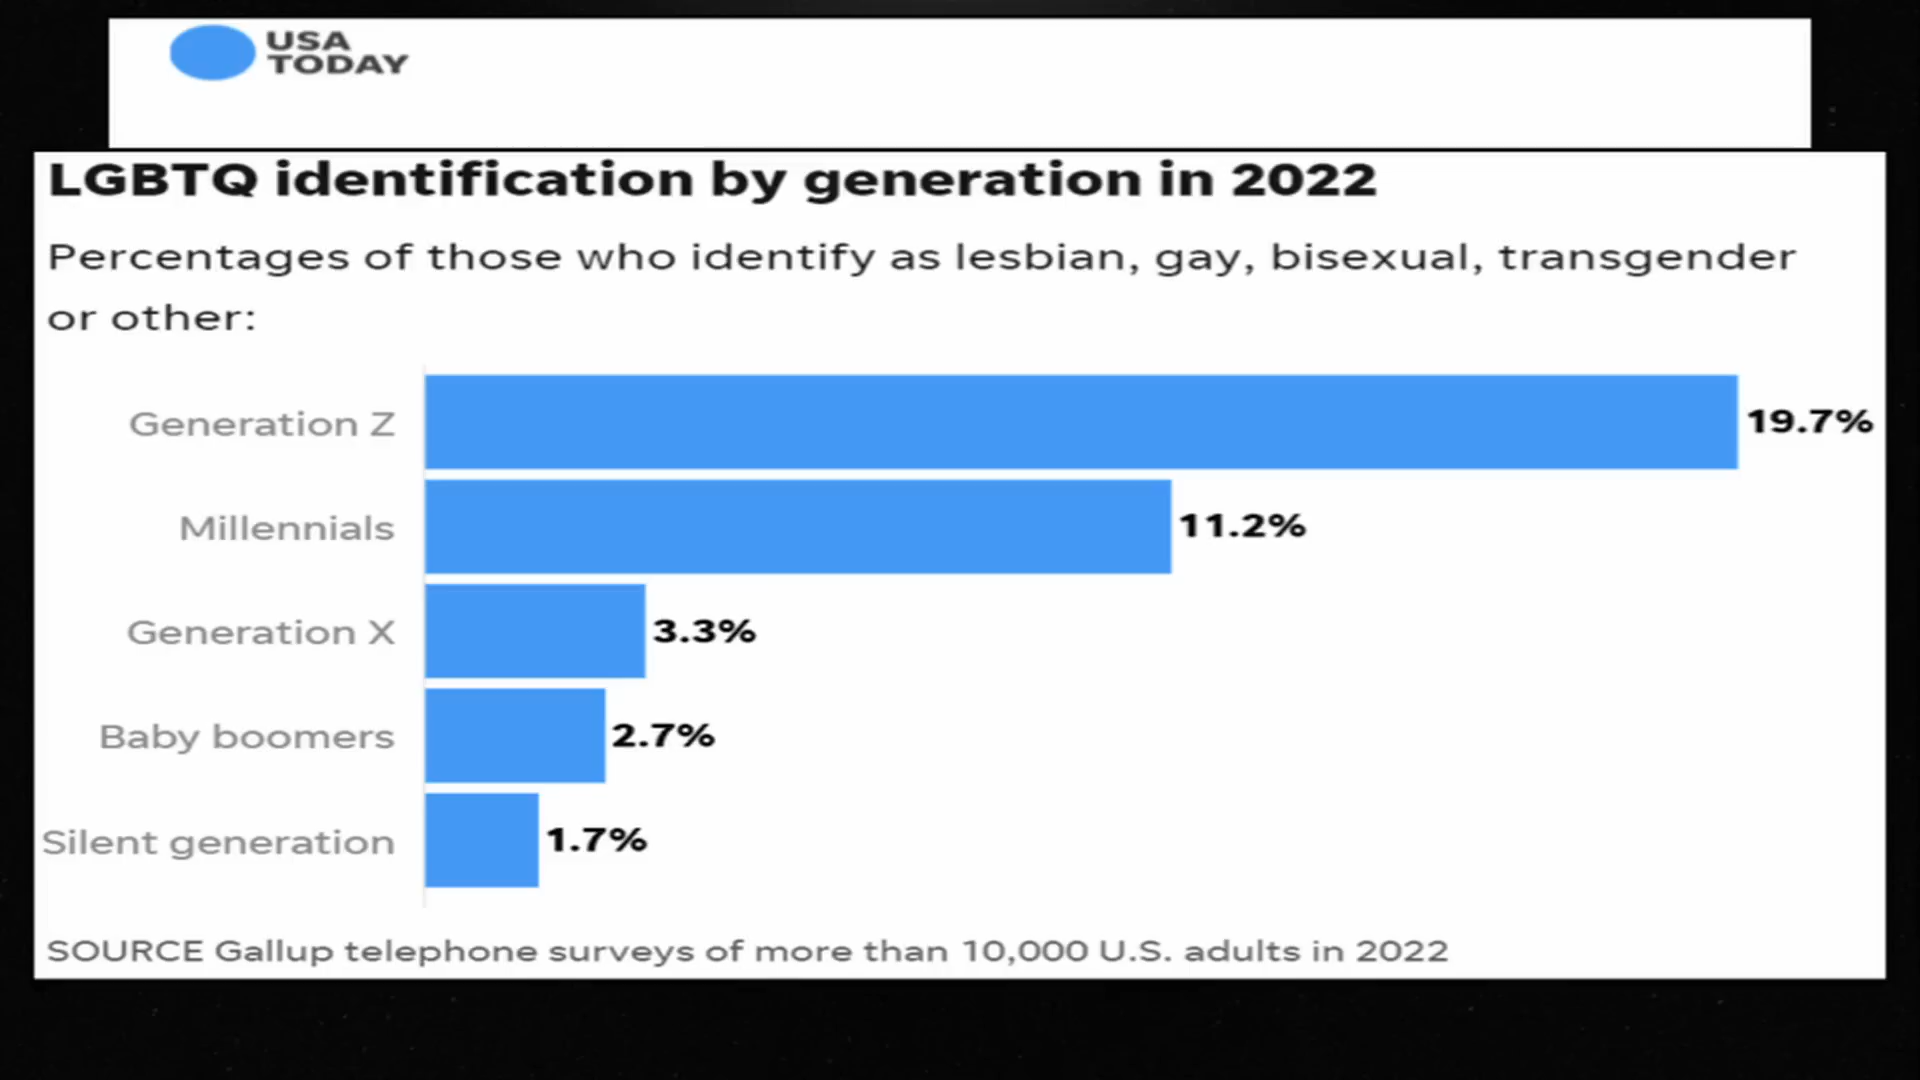 USA
TODAY
LGBTQ identification by generation in 2022
Percentages of those who identify as lesbian, gay, bisexual, transgender
or other:
Generation Z 19.7%
Millennials 11.2%
Generation X 3.3%
Baby boomers 2.7%
Silent generation 1.7%
SOURCE Gallup telephone surveys of more than 10,000 U.S. adults in 2022